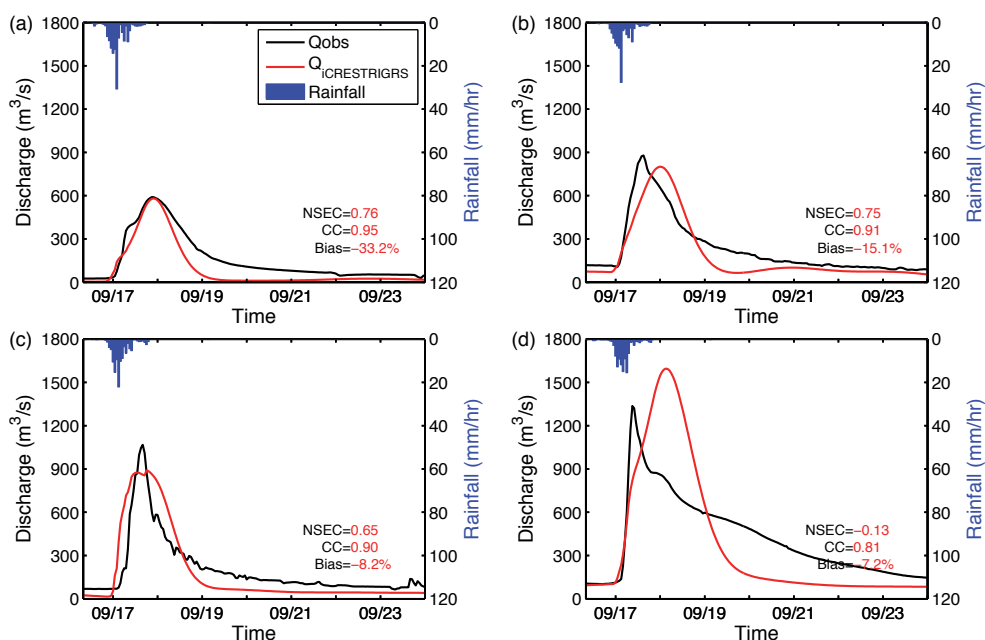 (a)
1800
1500
1200
900
600
300
0
Discharge (m³/s)
Qobs
Q_iCRESTRIGRS
Rainfall
NSEC=0.76
CC=0.95
Bias=−33.2%
0
20
40
60
80
100
120
Rainfall (mm/hr)
09/17 09/19 09/21 09/23
Time
(b)
1800
1500
1200
900
600
300
0
Discharge (m³/s)
NSEC=0.75
CC=0.91
Bias=−15.1%
0
20
40
60
80
100
120
Rainfall (mm/hr)
09/17 09/19 09/21 09/23
Time
(c)
1800
1500
1200
900
600
300
0
Discharge (m³/s)
NSEC=0.65
CC=0.90
Bias=−8.2%
0
20
40
60
80
100
120
Rainfall (mm/hr)
09/17 09/19 09/21 09/23
Time
(d)
1800
1500
1200
900
600
300
0
Discharge (m³/s)
NSEC=−0.13
CC=0.81
Bias=−7.2%
0
20
40
60
80
100
120
Rainfall (mm/hr)
09/17 09/19 09/21 09/23
Time